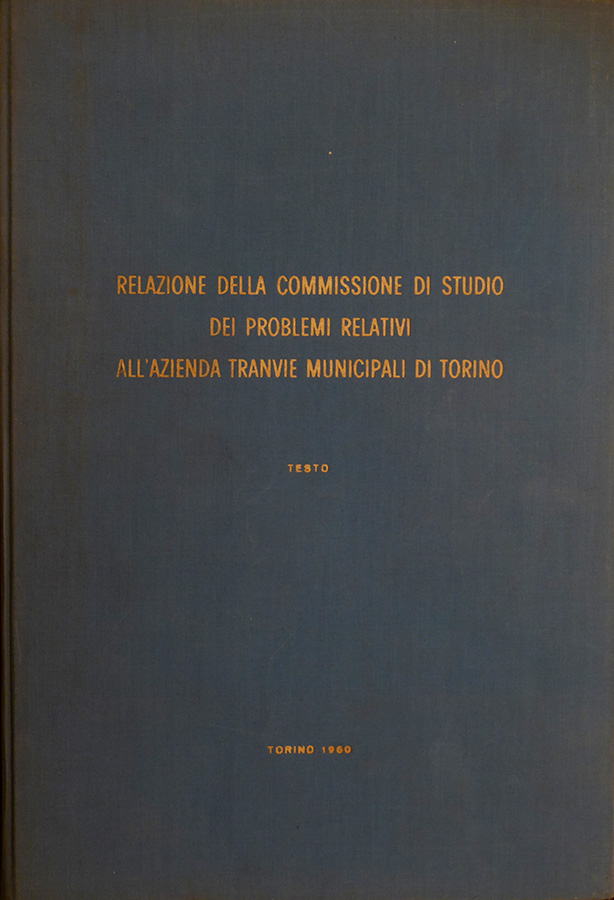 RELAZIONE DELLA COMMISSIONE DI STUDIO
DEI PROBLEMI RELATIVI
ALL'AZIENDA TRANVIE MUNICIPALI DI TORINO
TESTO
TORINO 1960